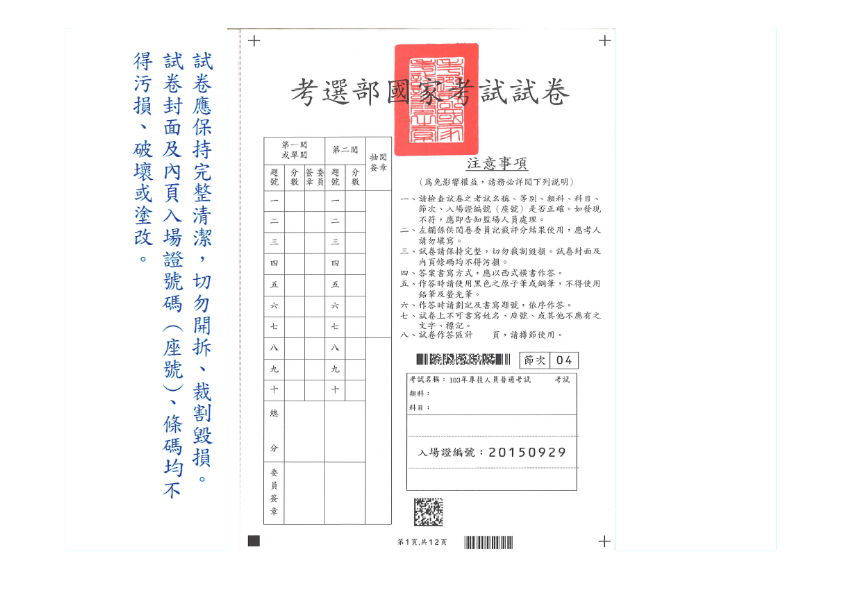 試卷應保持完整清潔，切勿開拆、裁割毀損。
試卷封面及內頁入場證號碼（座號）、條碼均不
得污損、破壞或塗改。
考選部國家考試試卷
第一閱
或單閱
第二閱
抽閱
簽章
題號
分數
委員
簽章
題號
分數
一 一
二 二
三 三
四 四
五 五
六 六
七 七
八 八
九 九
十 十
總分
委員簽章
注意事項
（為免影響權益，請務必詳閱下列說明）
一、請檢查試卷之考試名稱、等別、類科、科目、
節次、入場證編號（座號）是否正確。如發現
不符，應即告知監場人員處理。
二、左欄係供閱卷委員記載評分結果使用，應考人
請勿填寫。
三、試卷請保持完整，切勿裁割毀損。試卷封面及
內頁條碼均不得污損。
四、答案書寫方式，應以西式橫書作答。
五、作答時請使用黑色之原子筆或鋼筆，不得使用
鉛筆及螢光筆。
六、作答時請劃記及書寫題號，依序作答。
七、試卷上不可書寫姓名、座號、或其他不應有之
文字、標記。
八、試卷作答區計 頁，請撙節使用。
節次 04
考試名稱：103年專技人員普通考試 考試
類科：
科目：
入場證編號：20150929
第1頁,共12頁